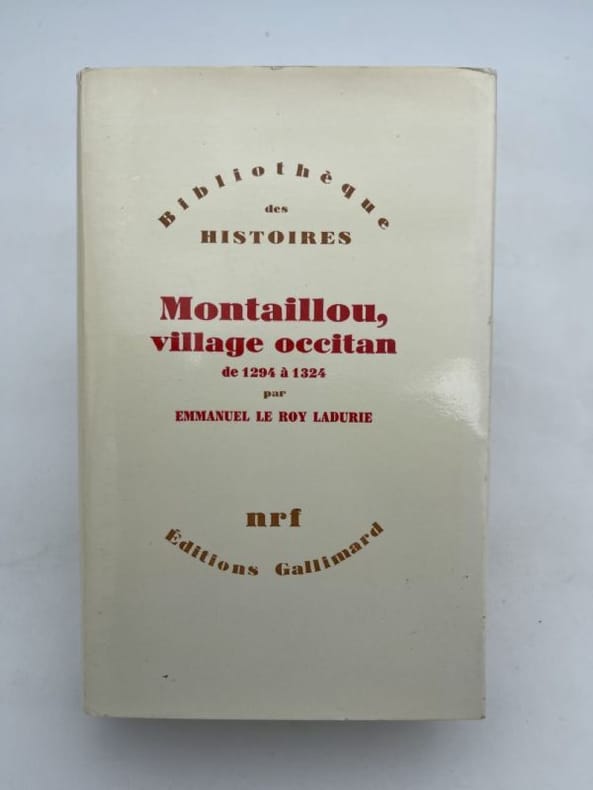 Bibliothèque
des
HISTOIRES
Montaillou,
village occitan
de 1294 à 1324
par
EMMANUEL LE ROY LADURIE
nrf
Éditions Gallimard